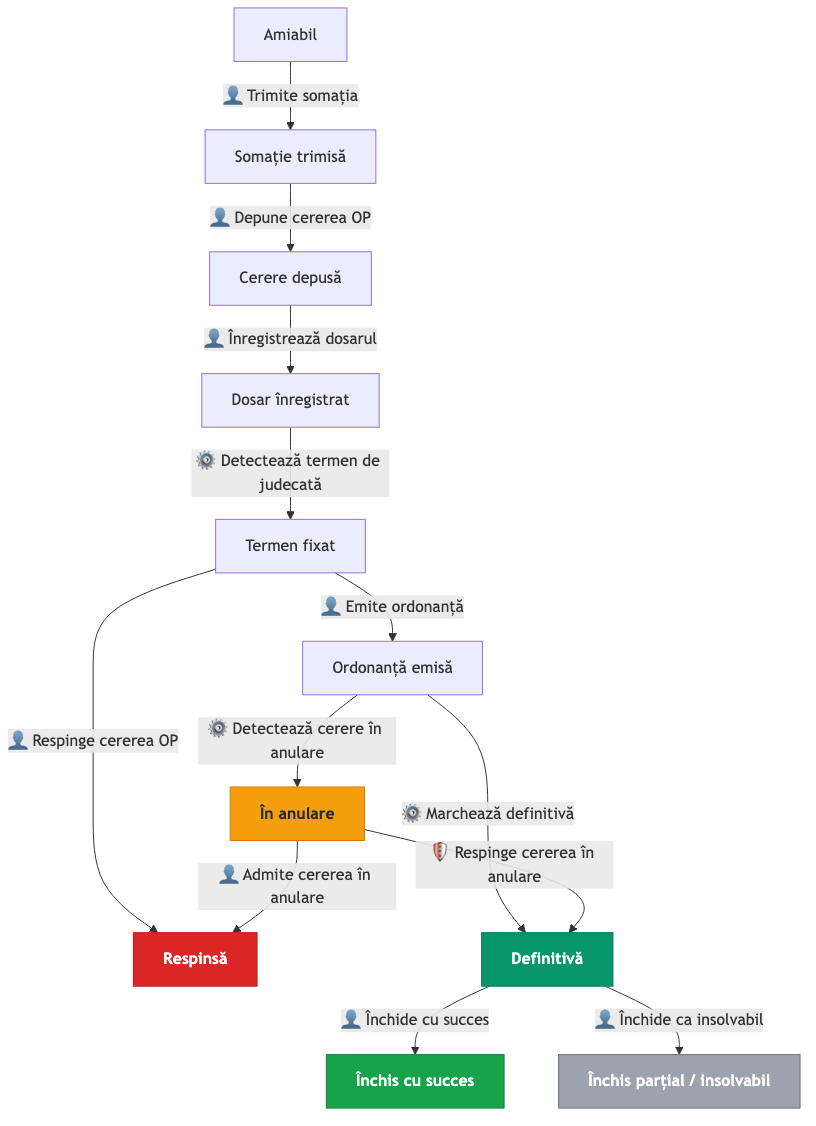 Amiabil
👤 Trimite somația
Somație trimisă
👤 Depune cererea OP
Cerere depusă
👤 Înregistrează dosarul
Dosar înregistrat
⚙️ Detectează termen de
judecată
Termen fixat
👤 Emite ordonanță
Ordonanță emisă
👤 Respinge cererea OP
⚙️ Detectează cerere în
anulare
În anulare
⚙️ Marchează definitivă
🛡️ Respinge cererea în
anulare
👤 Admite cererea în
anulare
Respinsă
Definitivă
👤 Închide cu succes
👤 Închide ca insolvabil
Închis cu succes
Închis parțial / insolvabil